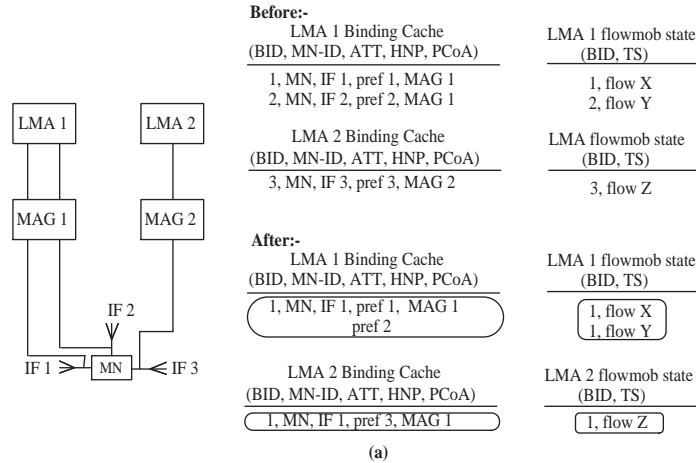 Before:-
LMA 1 Binding Cache
(BID, MN-ID, ATT, HNP, PCoA)
1, MN, IF 1, pref 1, MAG 1
2, MN, IF 2, pref 2, MAG 1
LMA 1 flowmob state
(BID, TS)
1, flow X
2, flow Y
LMA 2 Binding Cache
(BID, MN-ID, ATT, HNP, PCoA)
3, MN, IF 3, pref 3, MAG 2
LMA flowmob state
(BID, TS)
3, flow Z
LMA 1
LMA 2
MAG 1
MAG 2
IF 2
IF 1
MN
IF 3
After:-
LMA 1 Binding Cache
(BID, MN-ID, ATT, HNP, PCoA)
1, MN, IF 1, pref 1, MAG 1
pref 2
LMA 1 flowmob state
(BID, TS)
1, flow X
1, flow Y
LMA 2 Binding Cache
(BID, MN-ID, ATT, HNP, PCoA)
1, MN, IF 1, pref 3, MAG 1
LMA 2 flowmob state
(BID, TS)
1, flow Z
(a)